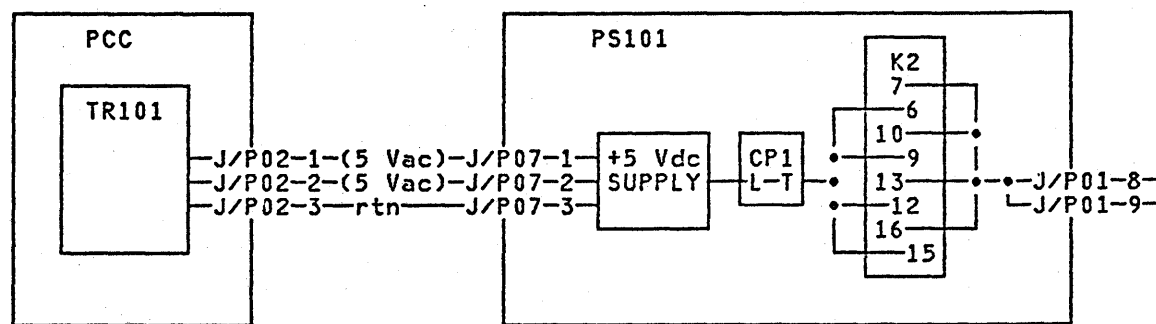 PCC PS101
K2
7
TR101 6
10
J/P02-1-(5 Vac)-J/P07-1 +5 Vdc CP1 9
J/P02-2-(5 Vac)-J/P07-2 SUPPLY L-T 13 J/P01-8
J/P02-3-rtn-J/P07-3 12 J/P01-9
16
15